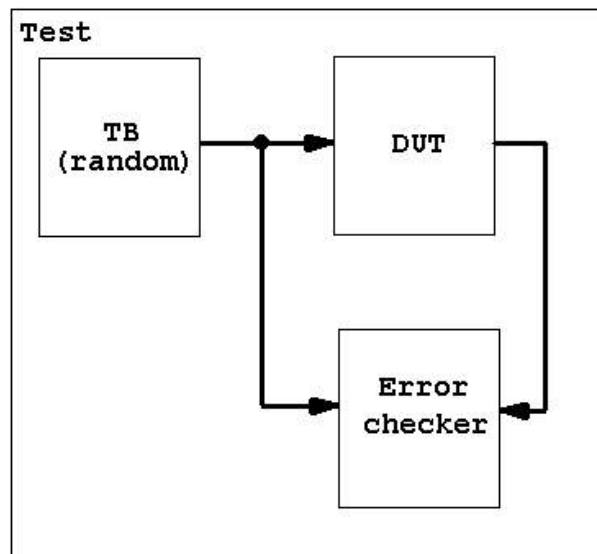 Test
TB
(random)
DUT
Error
checker